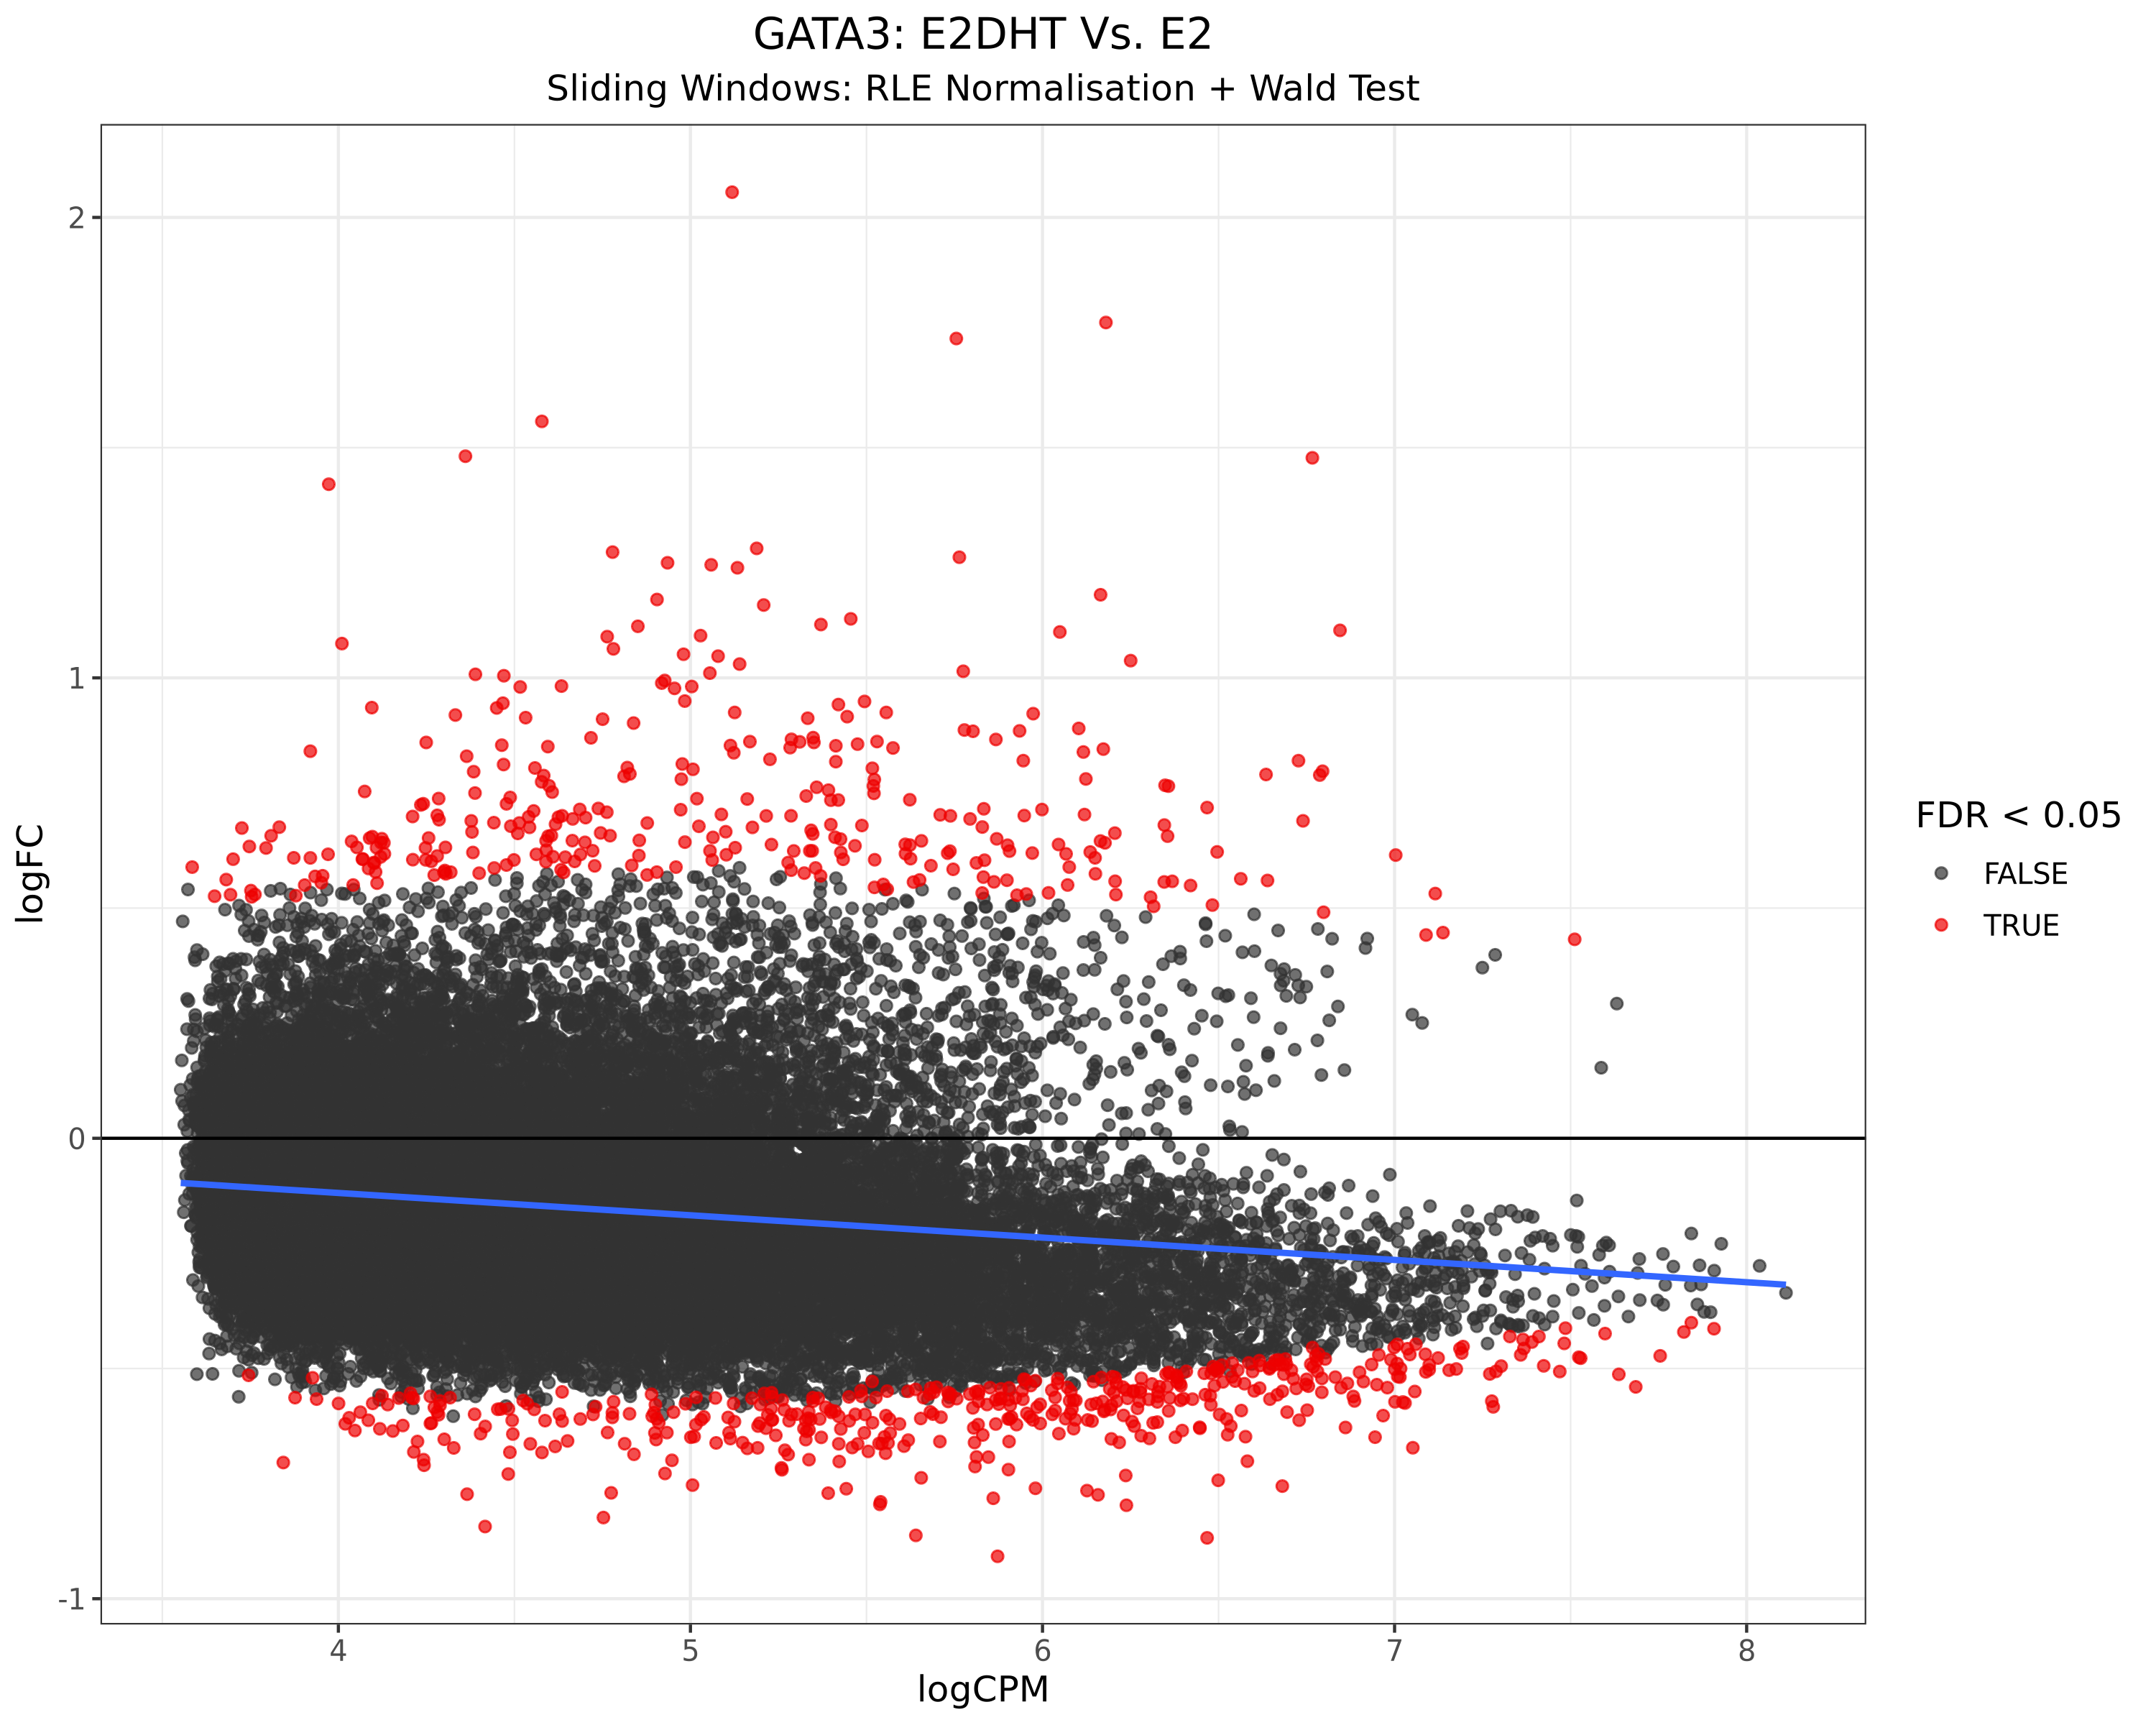 GATA3: E2DHT Vs. E2
Sliding Windows: RLE Normalisation + Wald Test
logFC
2
1
0
-1
4
5
6
7
8
logCPM
FDR < 0.05
FALSE
TRUE